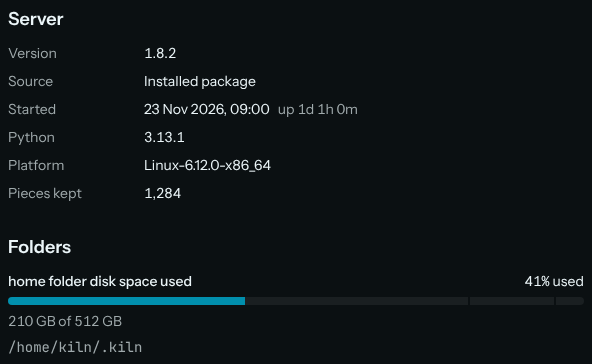 Server
Version 1.8.2
Source Installed package
Started 23 Nov 2026, 09:00 up 1d 1h 0m
Python 3.13.1
Platform Linux-6.12.0-x86_64
Pieces kept 1,284
Folders
home folder disk space used 41% used
210 GB of 512 GB
/home/kiln/.kiln